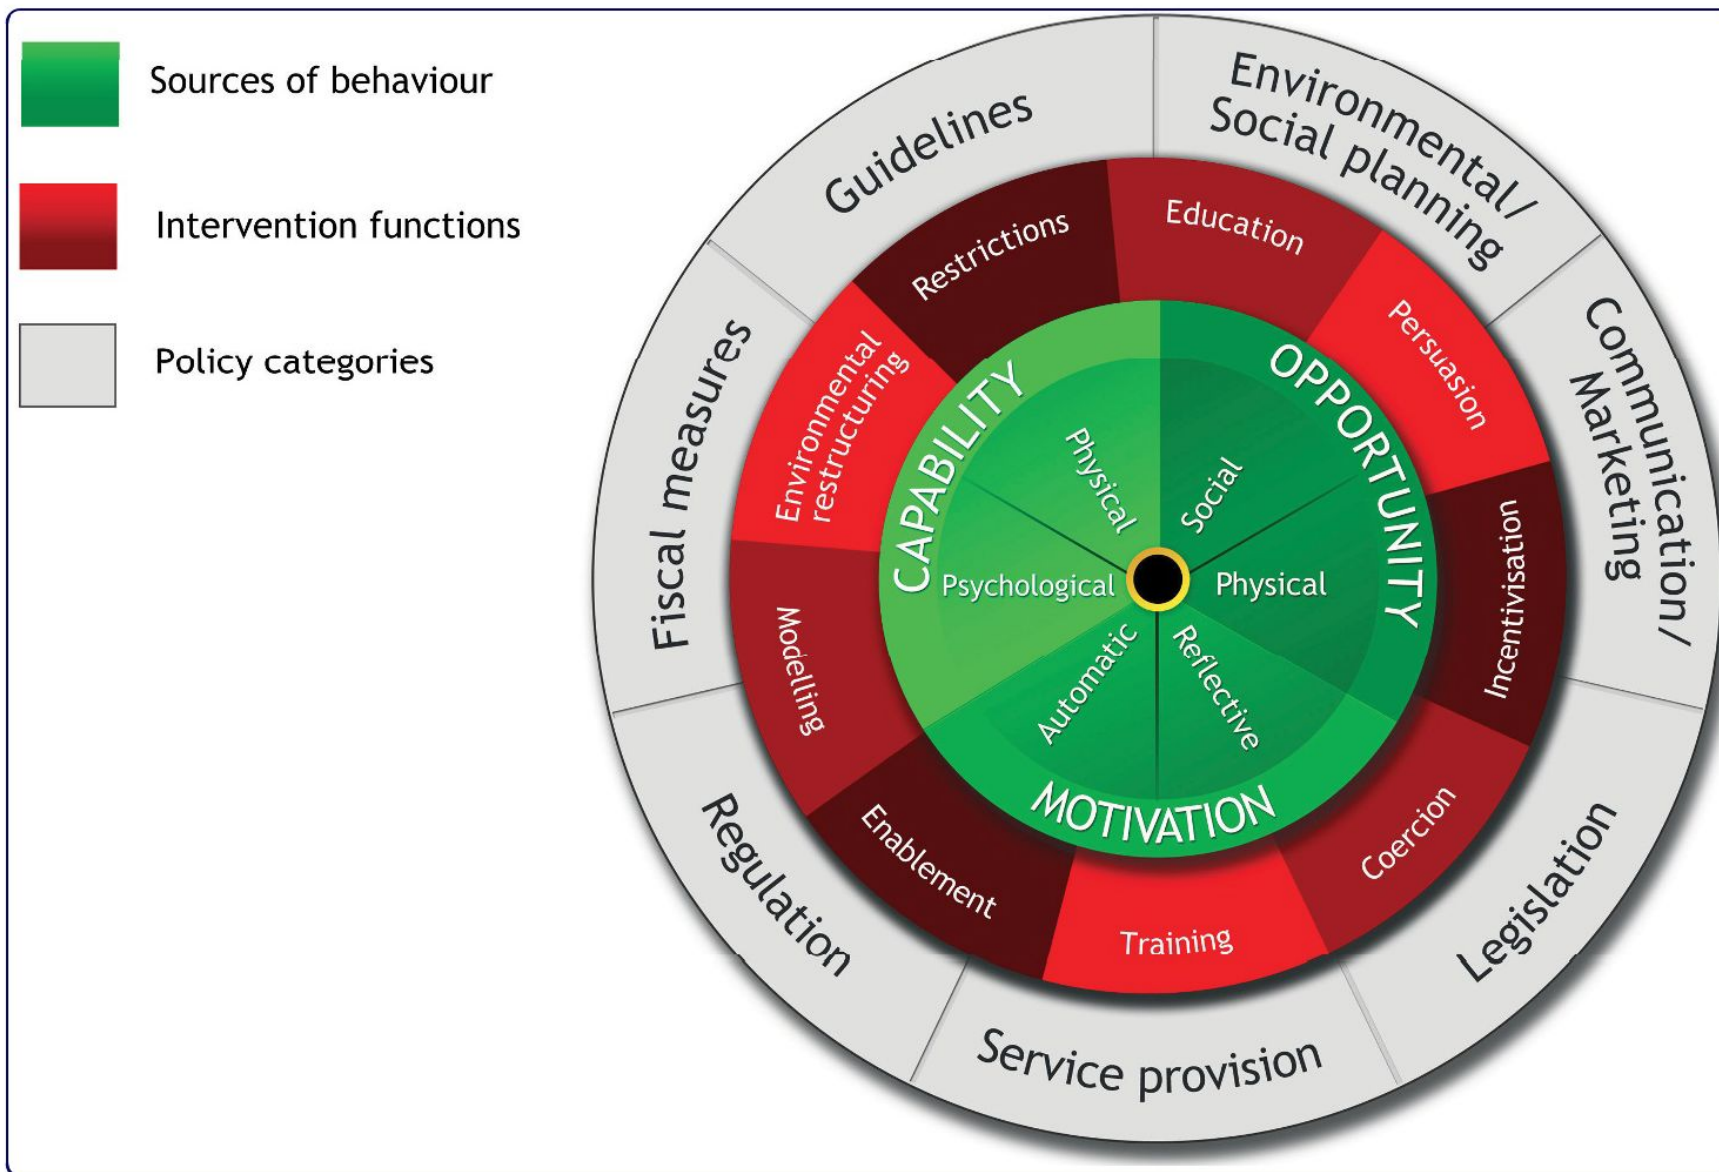 Sources of behaviour
Intervention functions
Policy categories
Guidelines
Environmental/
Social planning
Communication/
Marketing
Legislation
Service provision
Regulation
Fiscal measures
Restrictions
Education
Persuasion
Incentivisation
Coercion
Training
Enablement
Modelling
Environmental
restructuring
CAPABILITY
OPPORTUNITY
MOTIVATION
Physical
Social
Physical
Reflective
Automatic
Psychological